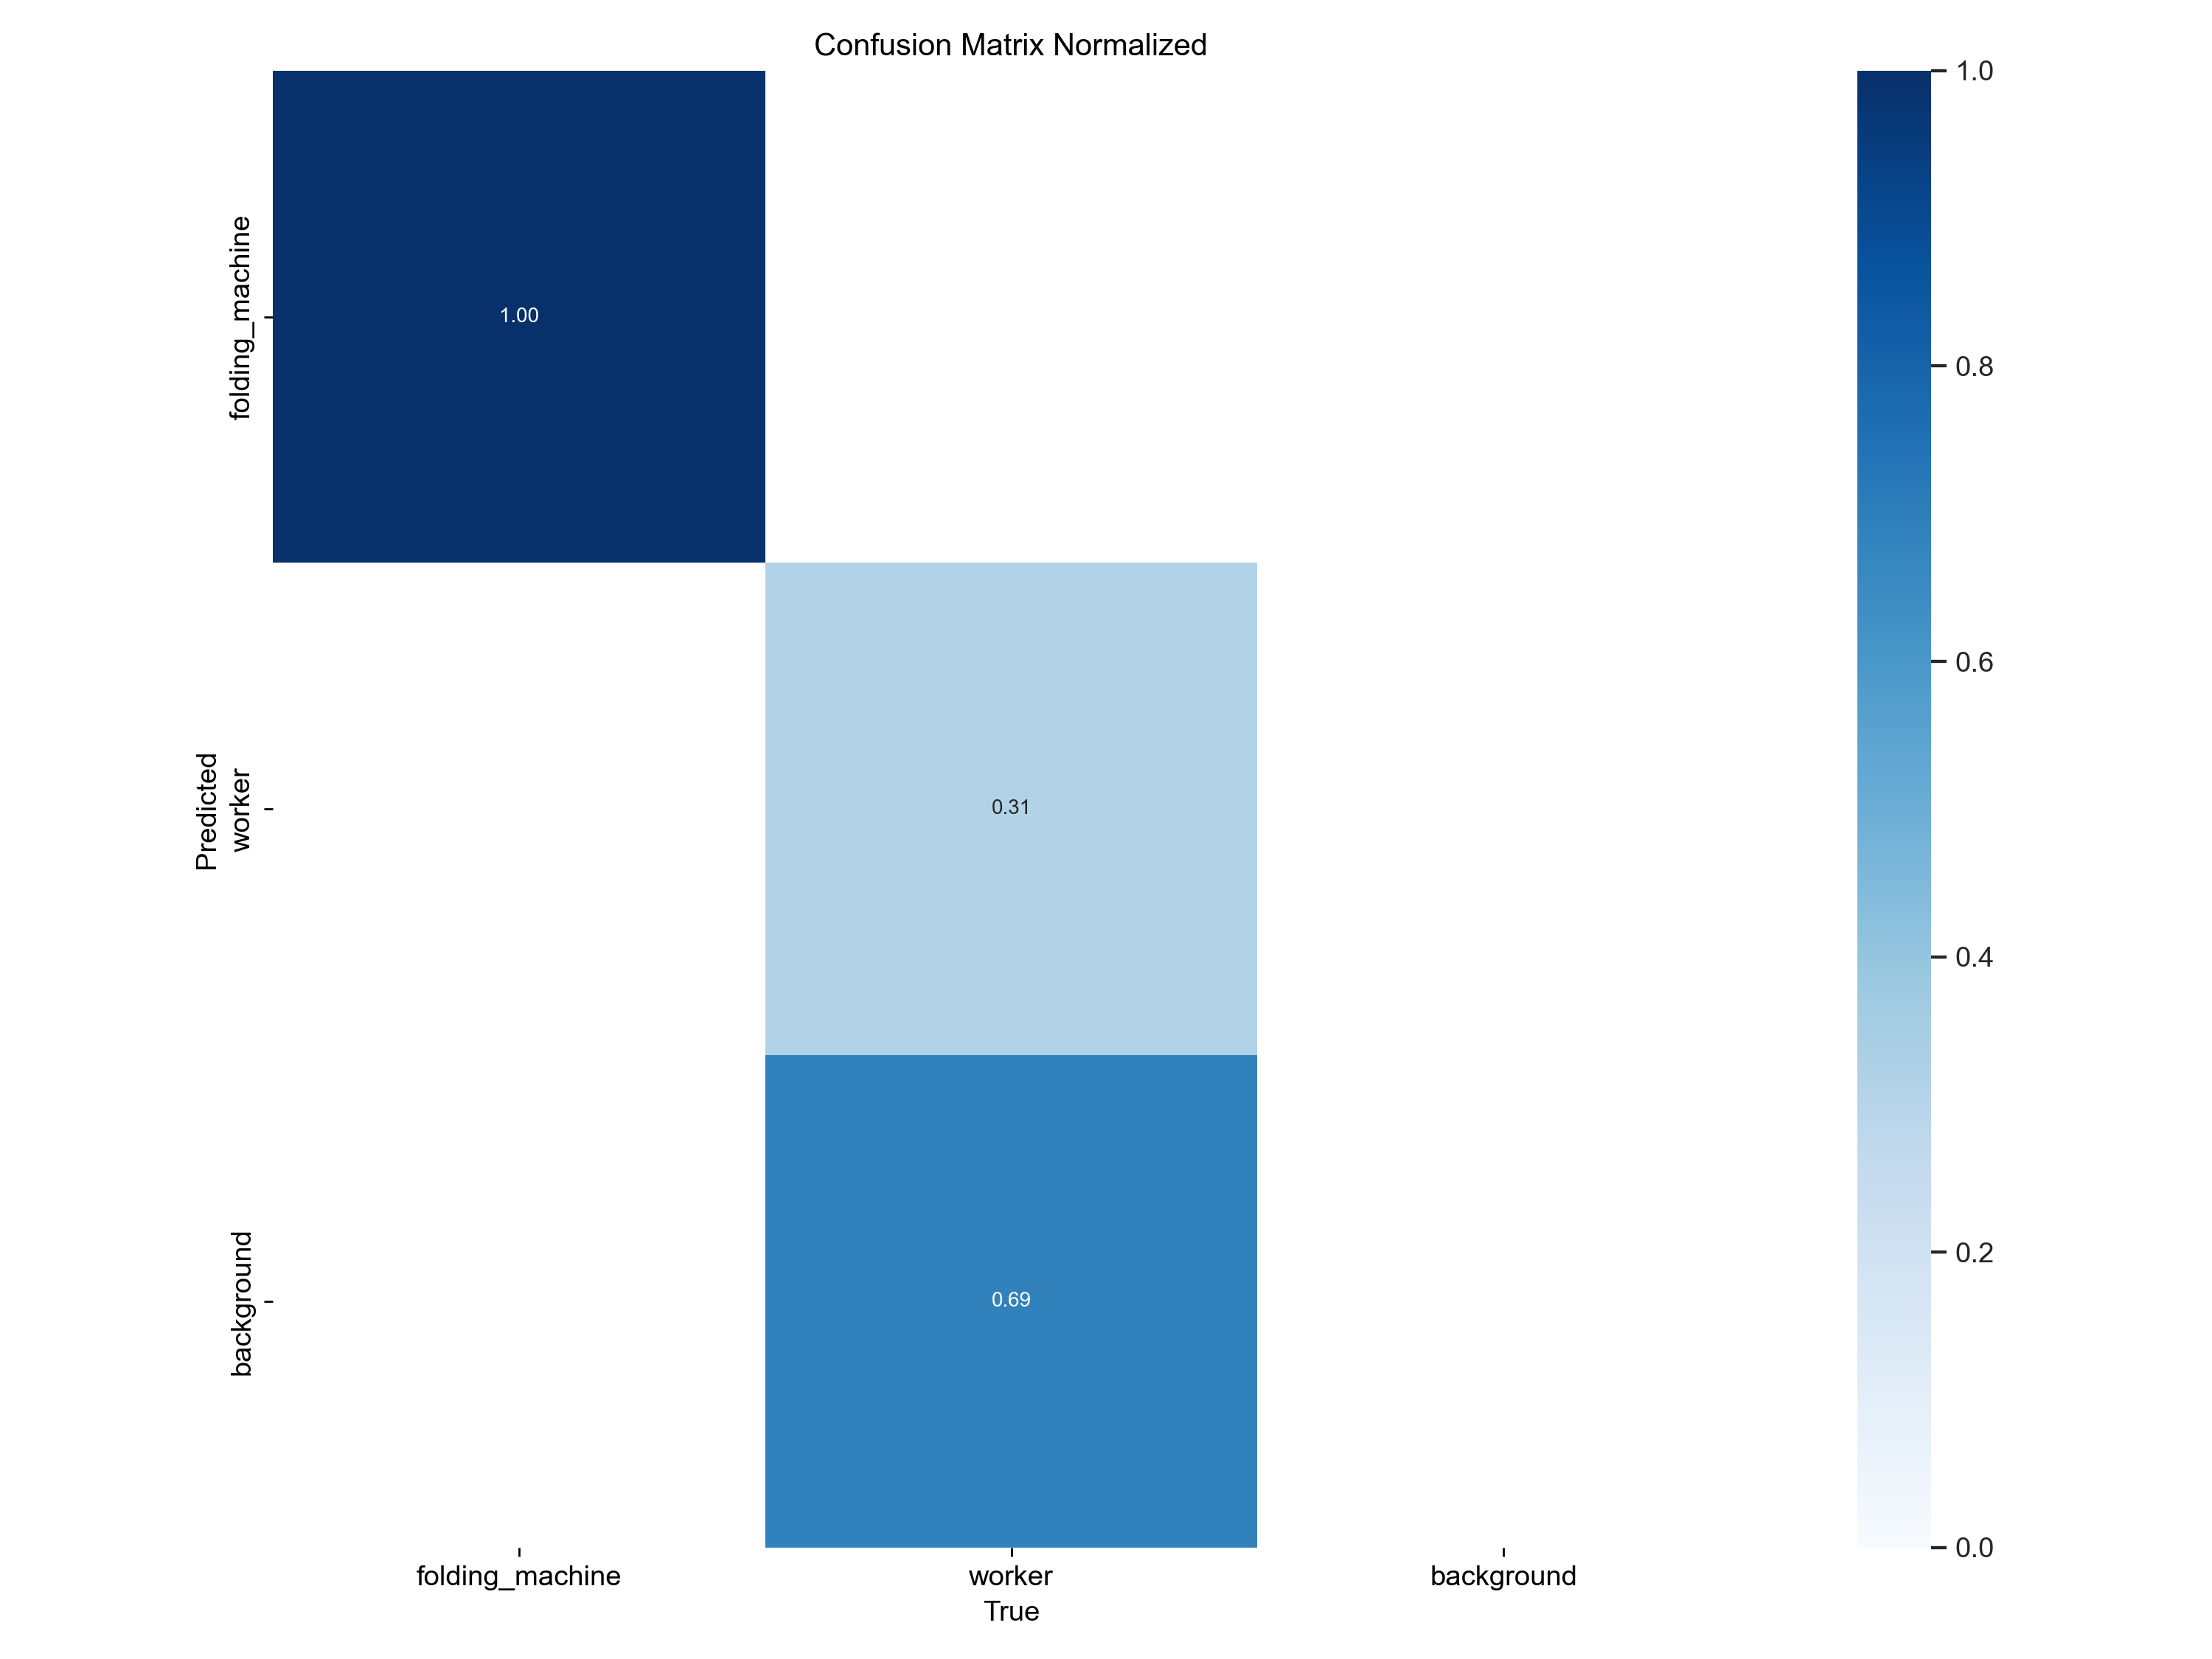 Confusion Matrix Normalized
folding_machine
worker
background
Predicted
1.00
0.31
0.69
folding_machine
worker
background
True
1.0
0.8
0.6
0.4
0.2
0.0